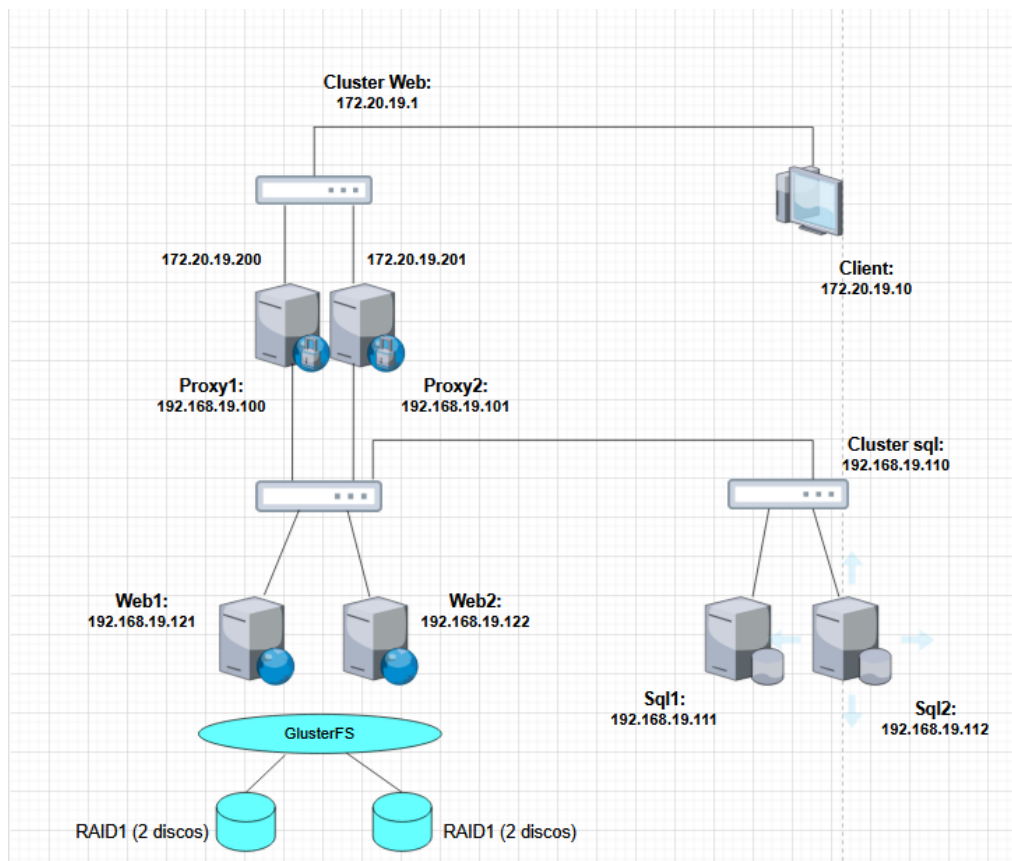 Cluster Web:
172.20.19.1
172.20.19.200
172.20.19.201
Client:
172.20.19.10
Proxy1:
192.168.19.100
Proxy2:
192.168.19.101
Cluster sql:
192.168.19.110
Web1:
192.168.19.121
Web2:
192.168.19.122
Sql1:
192.168.19.111
Sql2:
192.168.19.112
GlusterFS
RAID1 (2 discos)
RAID1 (2 discos)